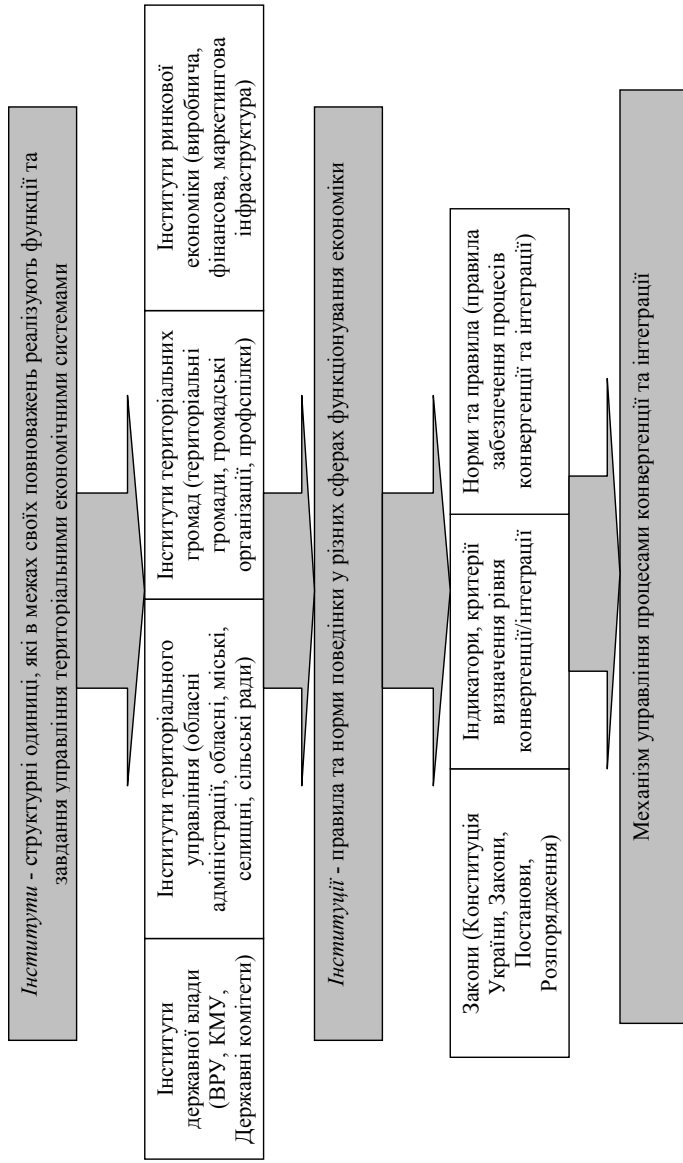 Інститути - структурні одиниці, які в межах своїх повноважень реалізують функції та
завдання управління територіальними економічними системами
Інститути
державної влади
(ВРУ, КМУ,
Державні комітети)
Інститути територіального
управління (обласні
адміністрації, обласні, міські,
селищні, сільські ради)
Інститути територіальних
громад (територіальні
громади, громадські
організації, профспілки)
Інститути ринкової
економіки (виробнича,
фінансова, маркетингова
інфраструктура)
Інституції - правила та норми поведінки у різних сферах функціонування економіки
Закони (Конституція
України, Закони,
Постанови,
Розпорядження)
Індикатори, критерії
визначення рівня
конвергенції/інтеграції
Норми та правила (правила
забезпечення процесів
конвергенції та інтеграції)
Механізм управління процесами конвергенції та інтеграції